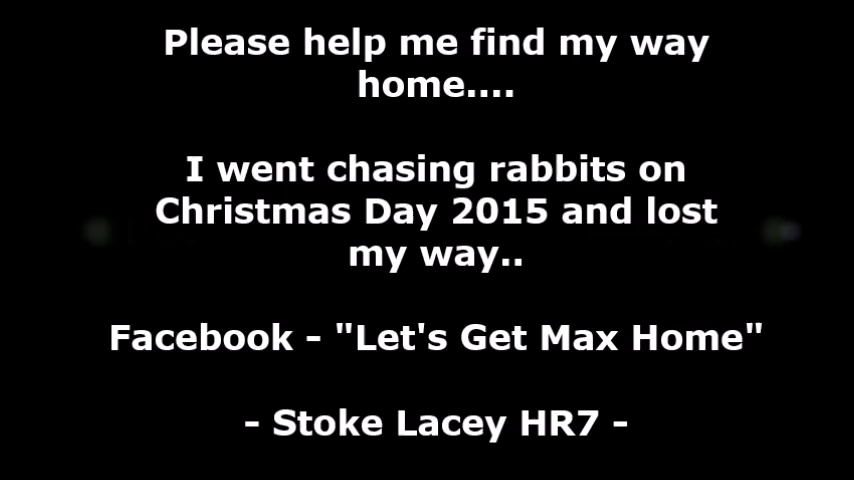 Please help me find my way
home....
I went chasing rabbits on
Christmas Day 2015 and lost
my way..
Facebook - "Let's Get Max Home"
- Stoke Lacey HR7 -